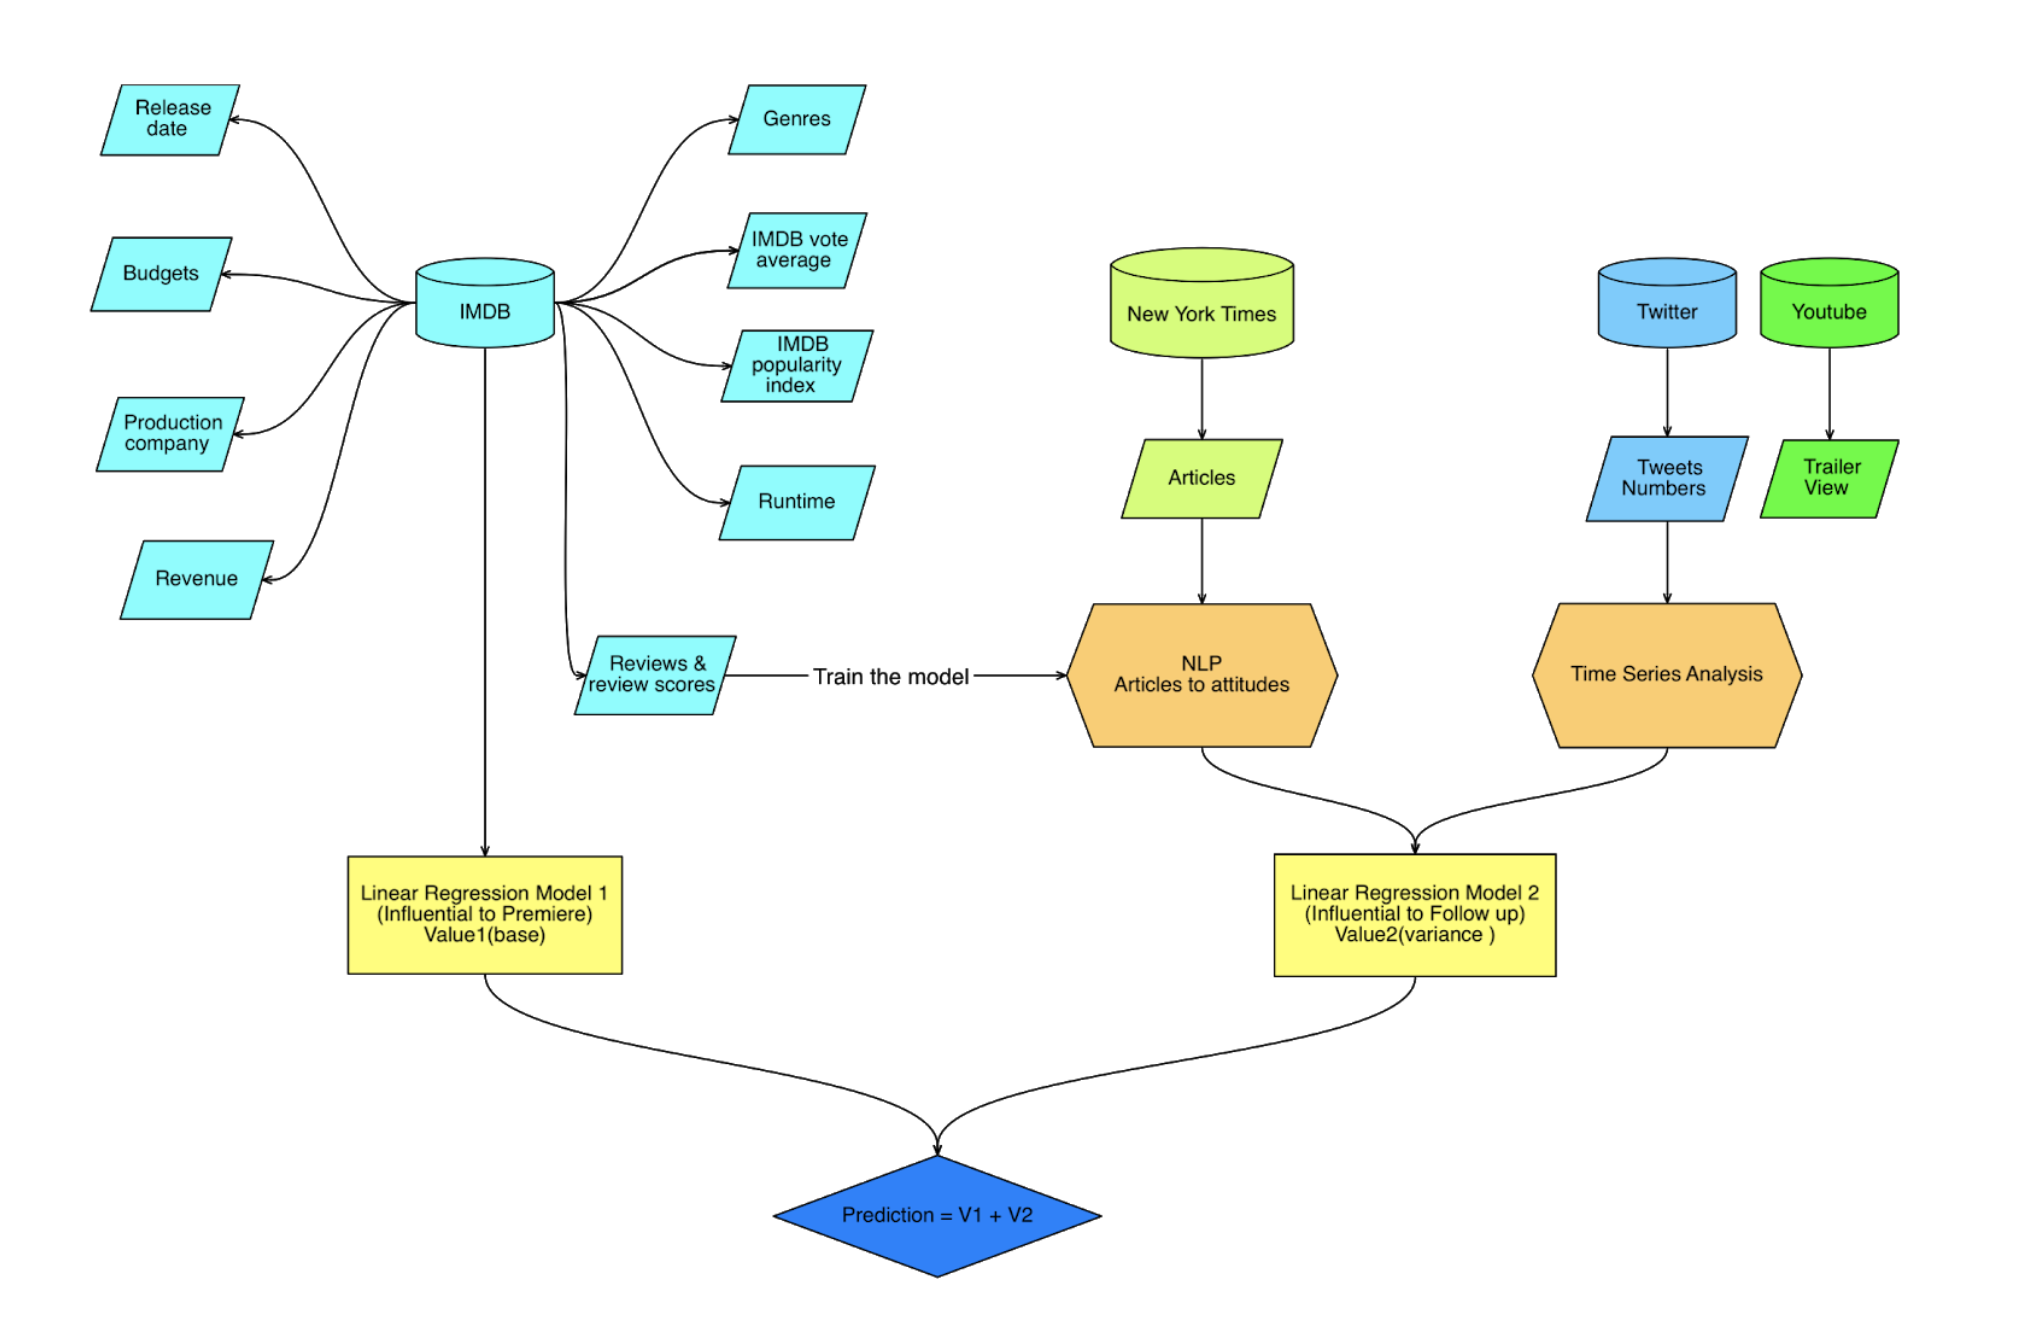 Release
date
Genres
IMDB vote
average
Budgets
IMDB
New York Times
Twitter
Youtube
IMDB
popularity
index
Production
company
Articles
Tweets
Numbers
Trailer
View
Runtime
Revenue
Reviews &
review scores
Train the model
NLP
Articles to attitudes
Time Series Analysis
Linear Regression Model 1
(Influential to Premiere)
Value1(base)
Linear Regression Model 2
(Influential to Follow up)
Value2(variance )
Prediction = V1 + V2